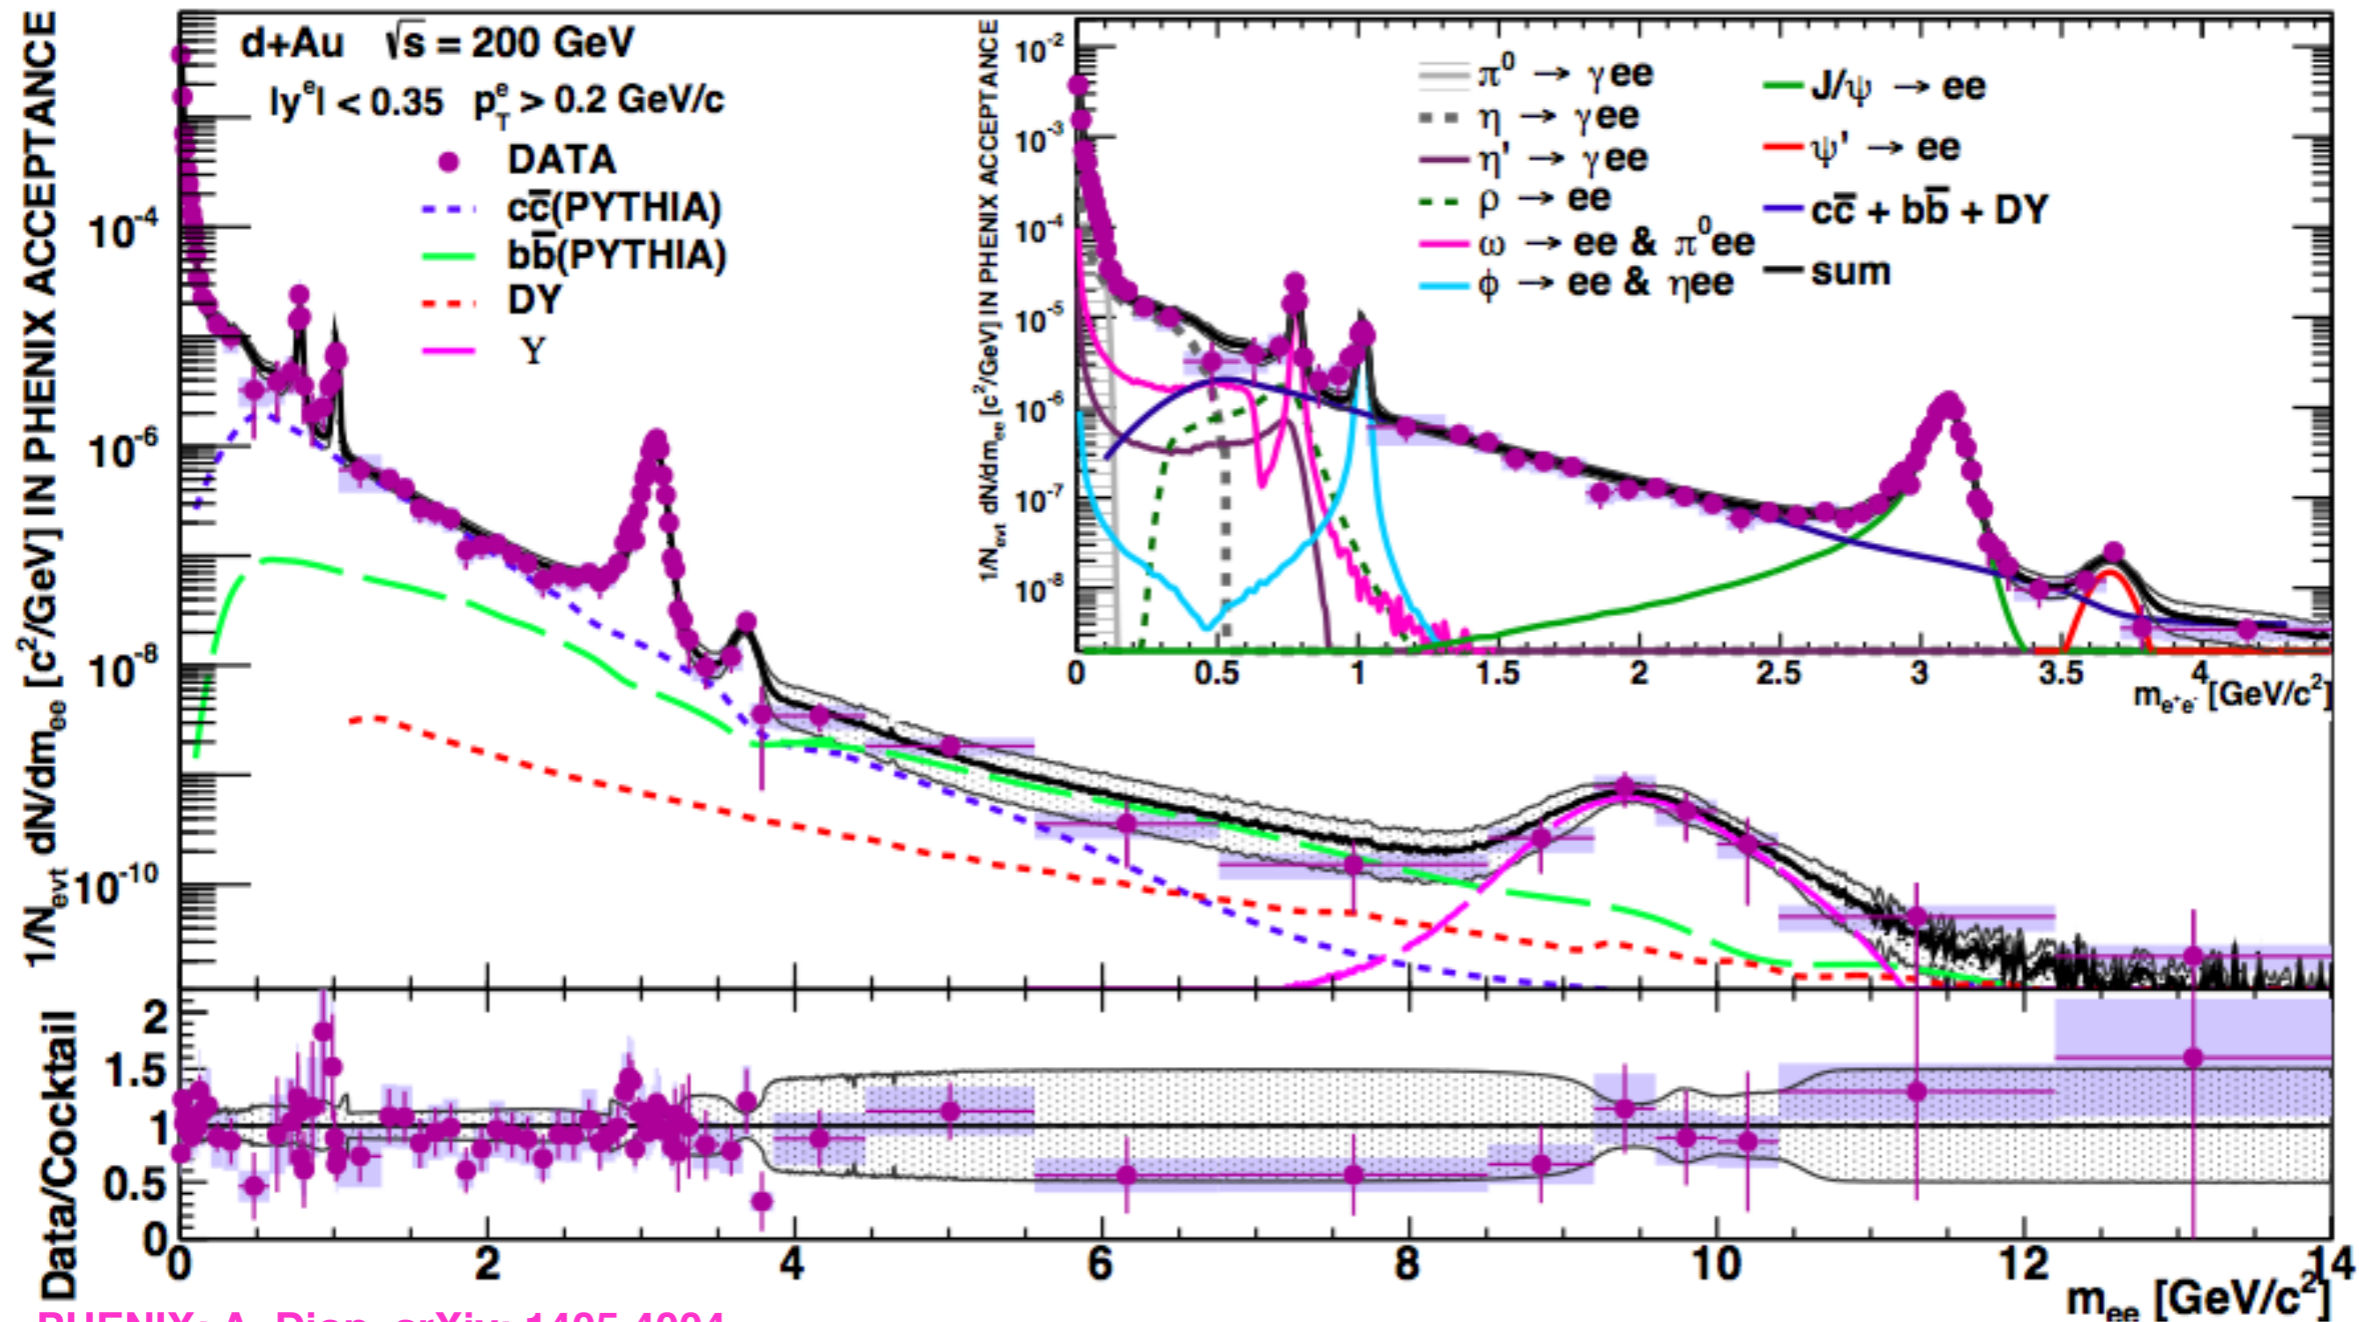 1/N_evt dN/dm_ee [c²/GeV] IN PHENIX ACCEPTANCE
d+Au √s = 200 GeV
|y^e| < 0.35 p_T^e > 0.2 GeV/c
DATA
cc̄(PYTHIA)
bb̄(PYTHIA)
DY
Υ
10⁻⁴
10⁻⁶
10⁻⁸
10⁻¹⁰
1/N_evt dN/dm_ee [c²/GeV] IN PHENIX ACCEPTANCE
10⁻²
10⁻³
10⁻⁴
10⁻⁵
10⁻⁶
10⁻⁷
10⁻⁸
π⁰ → γee
η → γee
η' → γee
ρ → ee
ω → ee & π⁰ee
φ → ee & ηee
J/ψ → ee
ψ' → ee
cc̄ + bb̄ + DY
sum
0 0.5 1 1.5 2 2.5 3 3.5 4
m_e⁺e⁻ [GeV/c²]
Data/Cocktail
2
1.5
1
0.5
0
0 2 4 6 8 10 12 14
m_ee [GeV/c²]